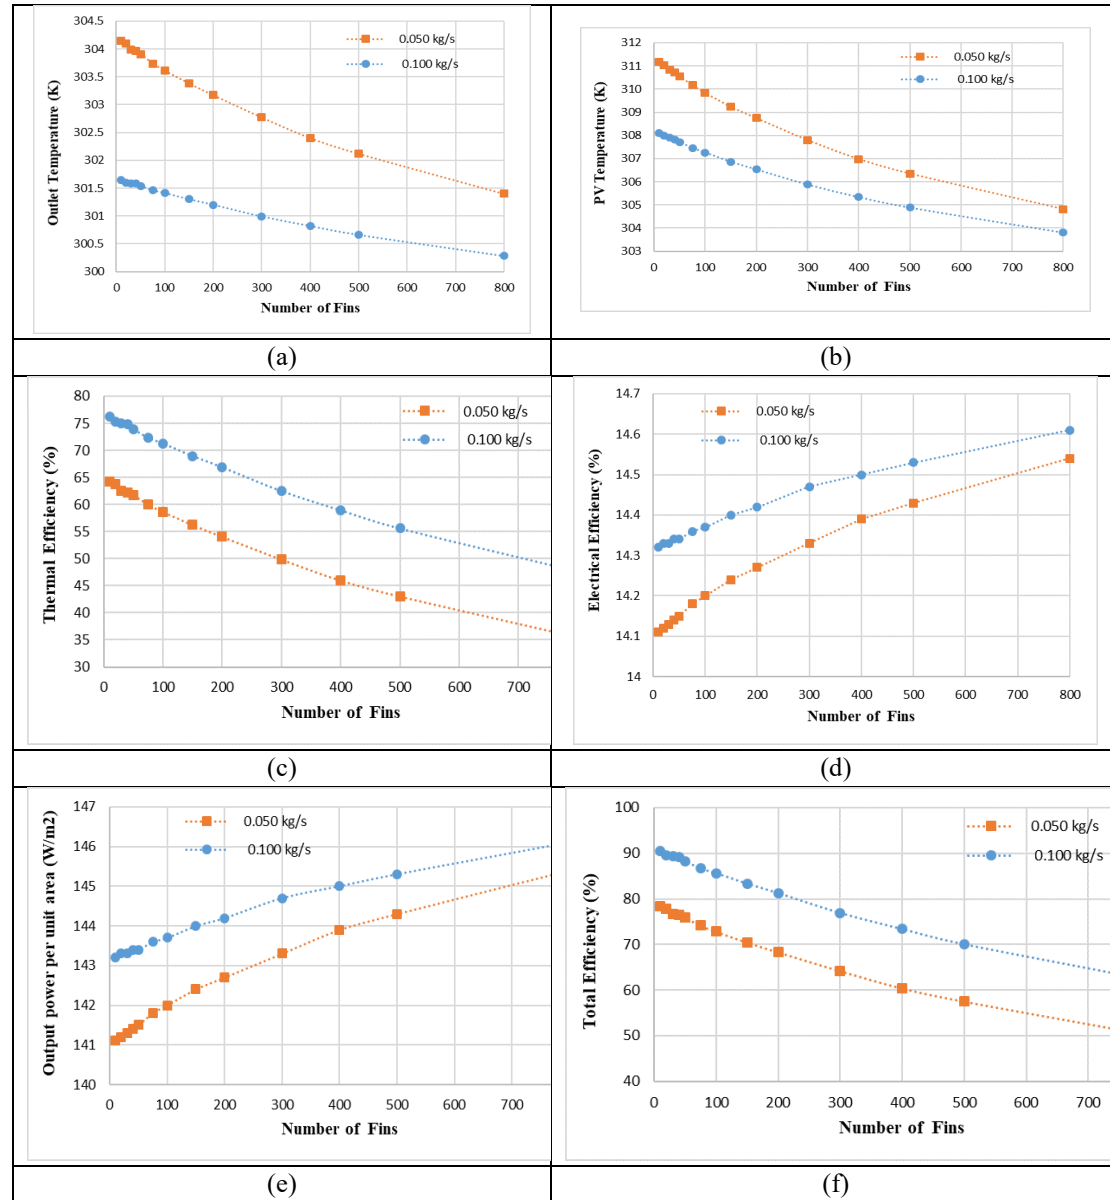 304.5
304
303.5
303
302.5
302
301.5
301
300.5
300
Outlet Temperature (K)
0.050 kg/s
0.100 kg/s
0 100 200 300 400 500 600 700 800
Number of Fins
(a)
312
311
310
309
308
307
306
305
304
303
PV Temperature (K)
0.050 kg/s
0.100 kg/s
0 100 200 300 400 500 600 700 800
Number of Fins
(b)
80
75
70
65
60
55
50
45
40
35
30
Thermal Efficiency (%)
0.050 kg/s
0.100 kg/s
0 100 200 300 400 500 600 700
Number of Fins
(c)
14.7
14.6
14.5
14.4
14.3
14.2
14.1
14
Electrical Efficiency (%)
0.050 kg/s
0.100 kg/s
0 100 200 300 400 500 600 700 800
Number of Fins
(d)
147
146
145
144
143
142
141
140
Output power per unit area (W/m2)
0.050 kg/s
0.100 kg/s
0 100 200 300 400 500 600 700
Number of Fins
(e)
100
90
80
70
60
50
40
Total Efficiency (%)
0.050 kg/s
0.100 kg/s
0 100 200 300 400 500 600 700
Number of Fins
(f)